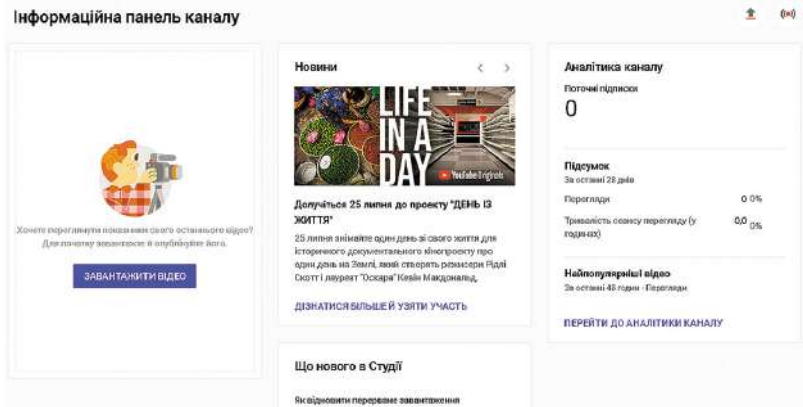 Інформаційна панель каналу
Хочете переглянути показники свого останнього відео?
Для початку завантажте й опублікуйте його.
ЗАВАНТАЖИТИ ВІДЕО
Новини
LIFE
IN A
DAY
YouTube Originals
Долучіться 25 липня до проекту "ДЕНЬ ІЗ
ЖИТТЯ"
25 липня знімайте один день зі свого життя для
історичного документального кінопроекту про
один день на Землі, який створять режисери Рідлі
Скотт і лауреат "Оскара" Кевін Макдональд,
ДІЗНАТИСЯ БІЛЬШЕ Й УЗЯТИ УЧАСТЬ
Що нового в Студії
Як відновити перерване завантаження
Аналітика каналу
Поточні підписки
0
Підсумок
За останні 28 днів
Перегляди 0 0%
Тривалість сеансу перегляду (у
годинах) 0,0 0%
Найпопулярніші відео
За останні 48 годин · Перегляди
ПЕРЕЙТИ ДО АНАЛІТИКИ КАНАЛУ